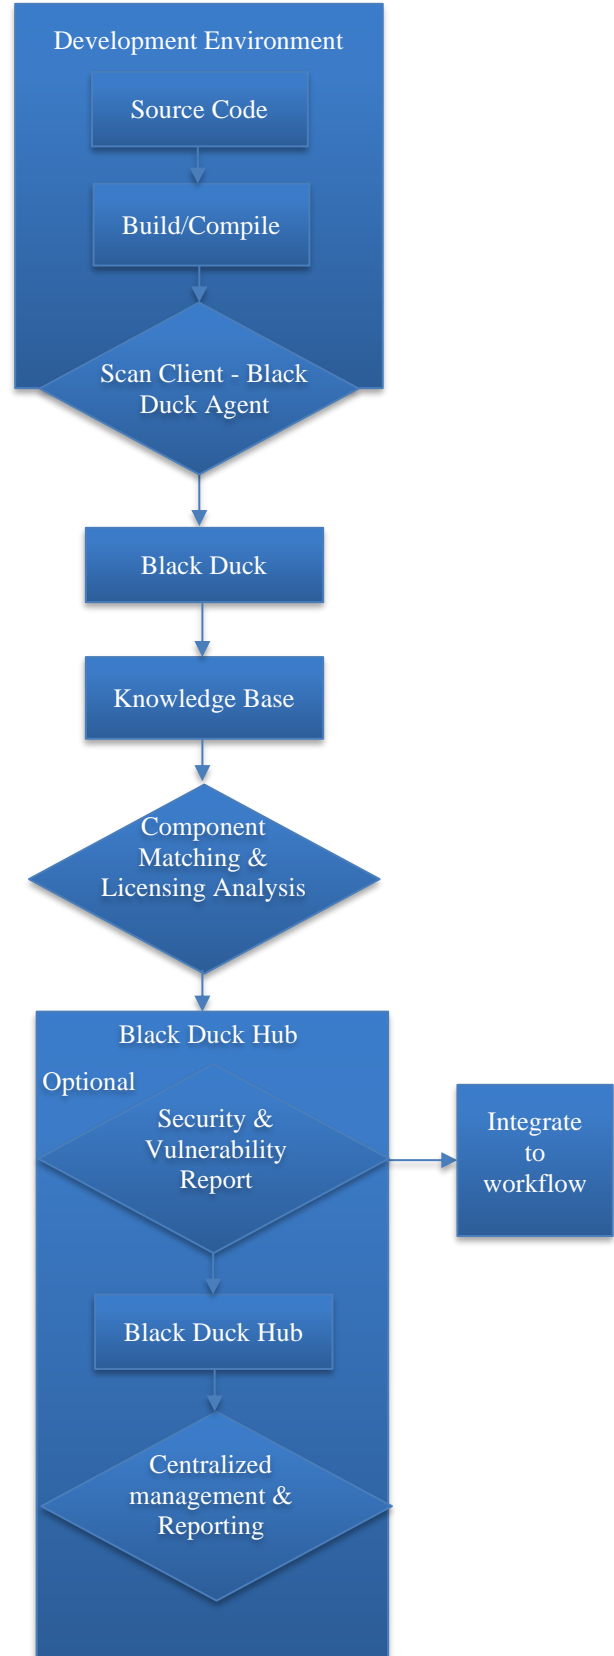 Development Environment
Source Code
Build/Compile
Scan Client - Black
Duck Agent
Black Duck
Knowledge Base
Component
Matching &
Licensing Analysis
Black Duck Hub
Optional
Security &
Vulnerability
Report
Integrate
to
workflow
Black Duck Hub
Centralized
management &
Reporting